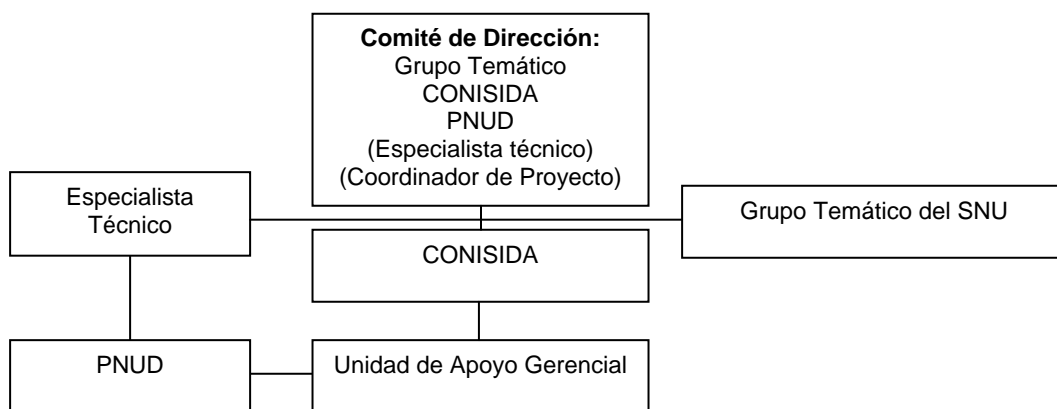 Comité de Dirección:
Grupo Temático
CONISIDA
PNUD
(Especialista técnico)
(Coordinador de Proyecto)
Especialista
Técnico
Grupo Temático del SNU
CONISIDA
PNUD
Unidad de Apoyo Gerencial